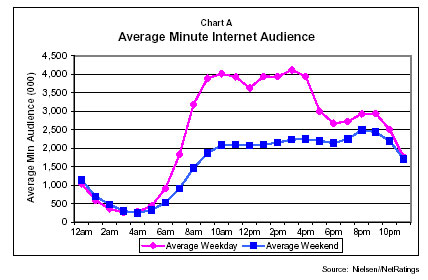 Chart A
Average Minute Internet Audience
Average Min Audience (000)
4,500
4,000
3,500
3,000
2,500
2,000
1,500
1,000
500
0
12am 2am 4am 6am 8am 10am 12pm 2pm 4pm 6pm 8pm 10pm
Average Weekday Average Weekend
Source: Nielsen//NetRatings